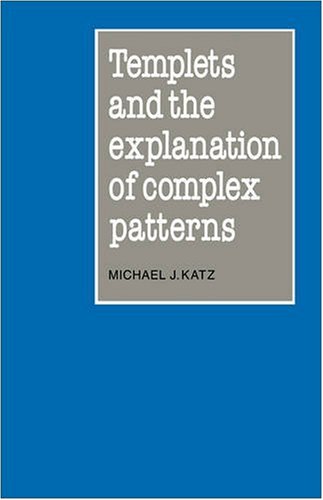 Templets
and the
explanation
of complex
patterns
MICHAEL J. KATZ